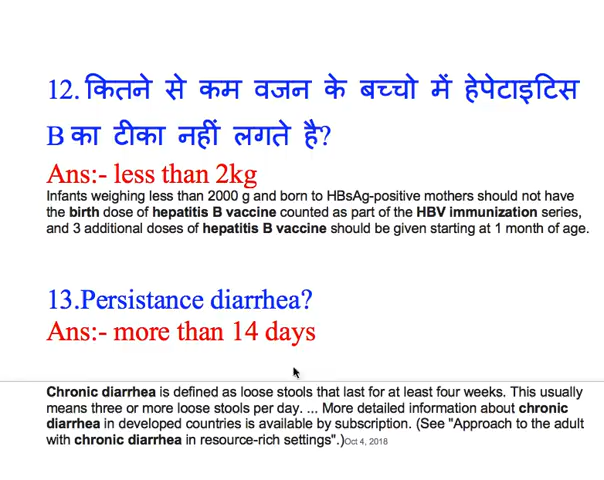 12. कितने से कम वजन के बच्चो में हेपेटाइटिस
B का टीका नहीं लगते है?
Ans:- less than 2kg
Infants weighing less than 2000 g and born to HBsAg-positive mothers should not have
the birth dose of hepatitis B vaccine counted as part of the HBV immunization series,
and 3 additional doses of hepatitis B vaccine should be given starting at 1 month of age.
13.Persistance diarrhea?
Ans:- more than 14 days
Chronic diarrhea is defined as loose stools that last for at least four weeks. This usually
means three or more loose stools per day. ... More detailed information about chronic
diarrhea in developed countries is available by subscription. (See "Approach to the adult
with chronic diarrhea in resource-rich settings".)Oct 4, 2018